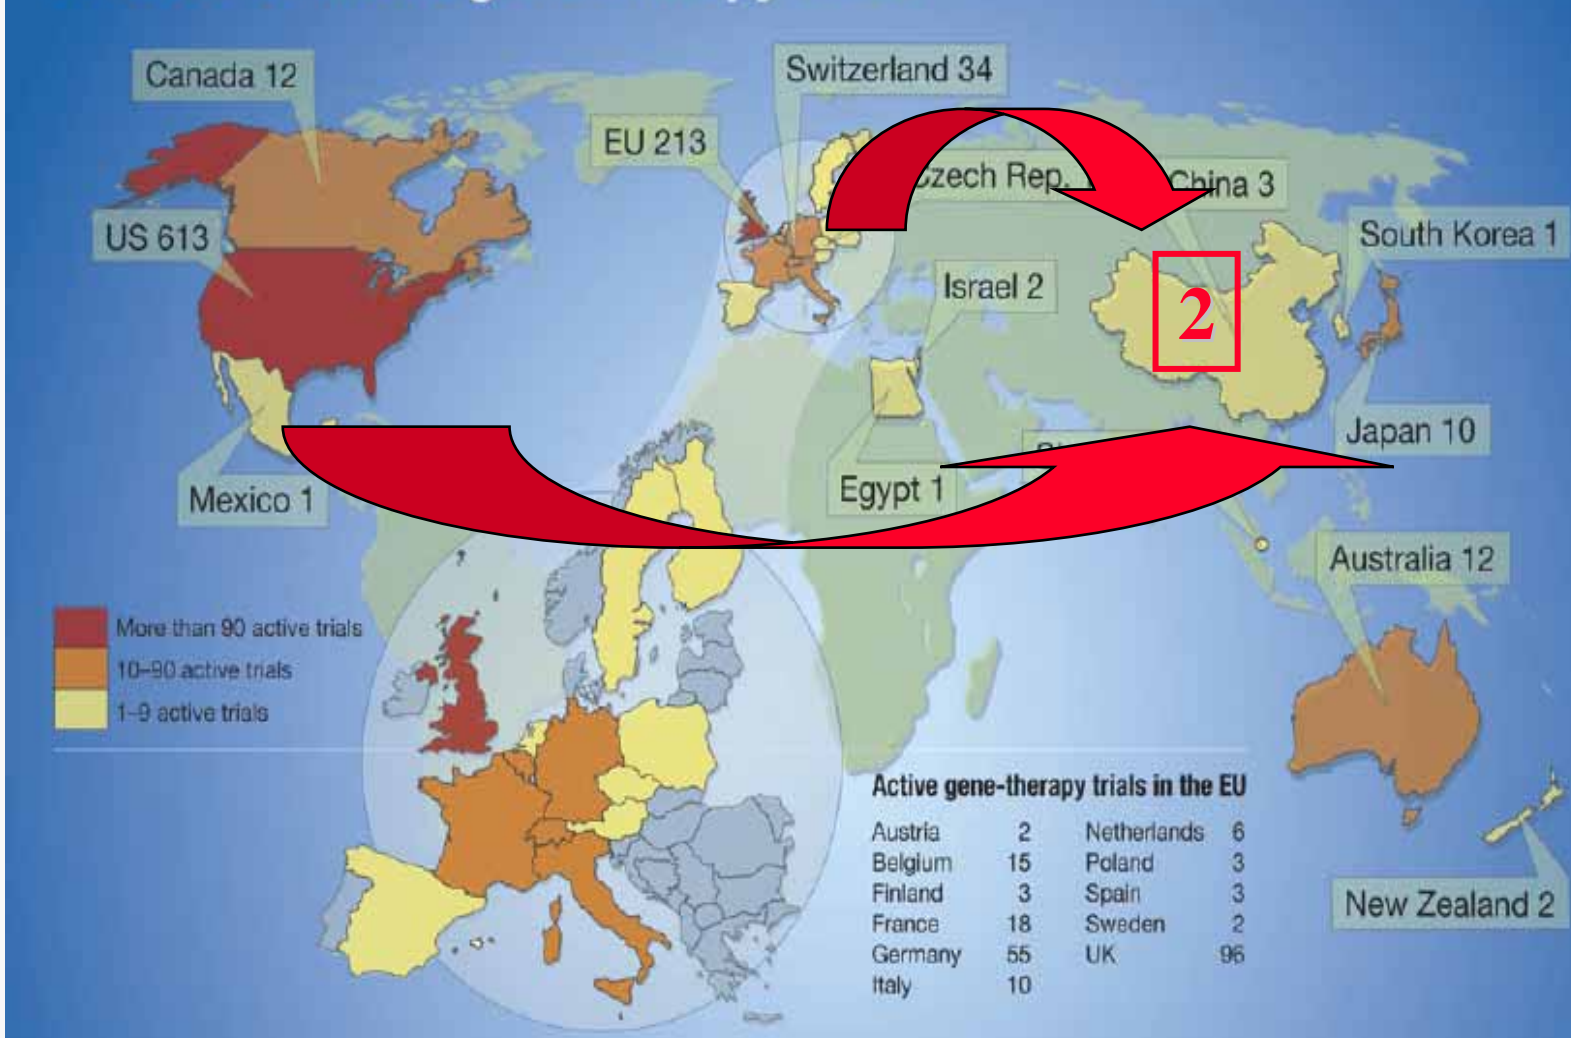 Canada 12
Switzerland 34
EU 213
Czech Rep.
China 3
US 613
South Korea 1
Israel 2
2
Japan 10
Mexico 1
Egypt 1
Australia 12
More than 90 active trials
10–90 active trials
1–9 active trials
Active gene-therapy trials in the EU
Austria 2 Netherlands 6
Belgium 15 Poland 3
Finland 3 Spain 3
France 18 Sweden 2
Germany 55 UK 96
Italy 10
New Zealand 2